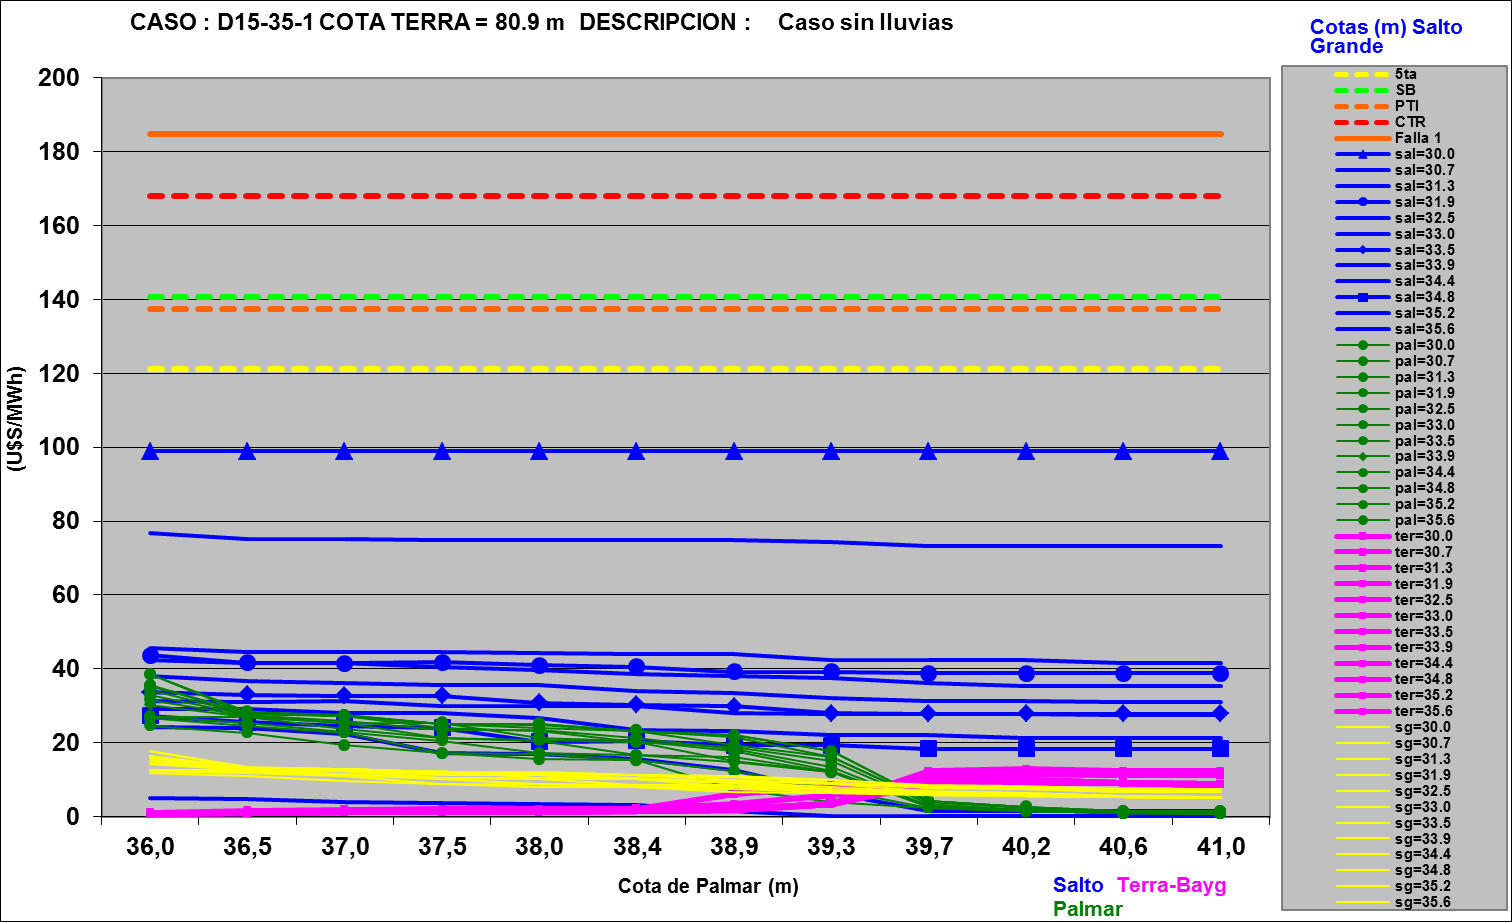 CASO : D15-35-1 COTA TERRA = 80.9 m DESCRIPCION : Caso sin lluvias
Cotas (m) Salto
Grande
(U$S/MWh)
200
180
160
140
120
100
80
60
40
20
0
36,0 36,5 37,0 37,5 38,0 38,4 38,9 39,3 39,7 40,2 40,6 41,0
Cota de Palmar (m)
Salto Terra-Bayg
Palmar
5ta
SB
PTI
CTR
Falla 1
sal=30.0
sal=30.7
sal=31.3
sal=31.9
sal=32.5
sal=33.0
sal=33.5
sal=33.9
sal=34.4
sal=34.8
sal=35.2
sal=35.6
pal=30.0
pal=30.7
pal=31.3
pal=31.9
pal=32.5
pal=33.0
pal=33.5
pal=33.9
pal=34.4
pal=34.8
pal=35.2
pal=35.6
ter=30.0
ter=30.7
ter=31.3
ter=31.9
ter=32.5
ter=33.0
ter=33.5
ter=33.9
ter=34.4
ter=34.8
ter=35.2
ter=35.6
sg=30.0
sg=30.7
sg=31.3
sg=31.9
sg=32.5
sg=33.0
sg=33.5
sg=33.9
sg=34.4
sg=34.8
sg=35.2
sg=35.6